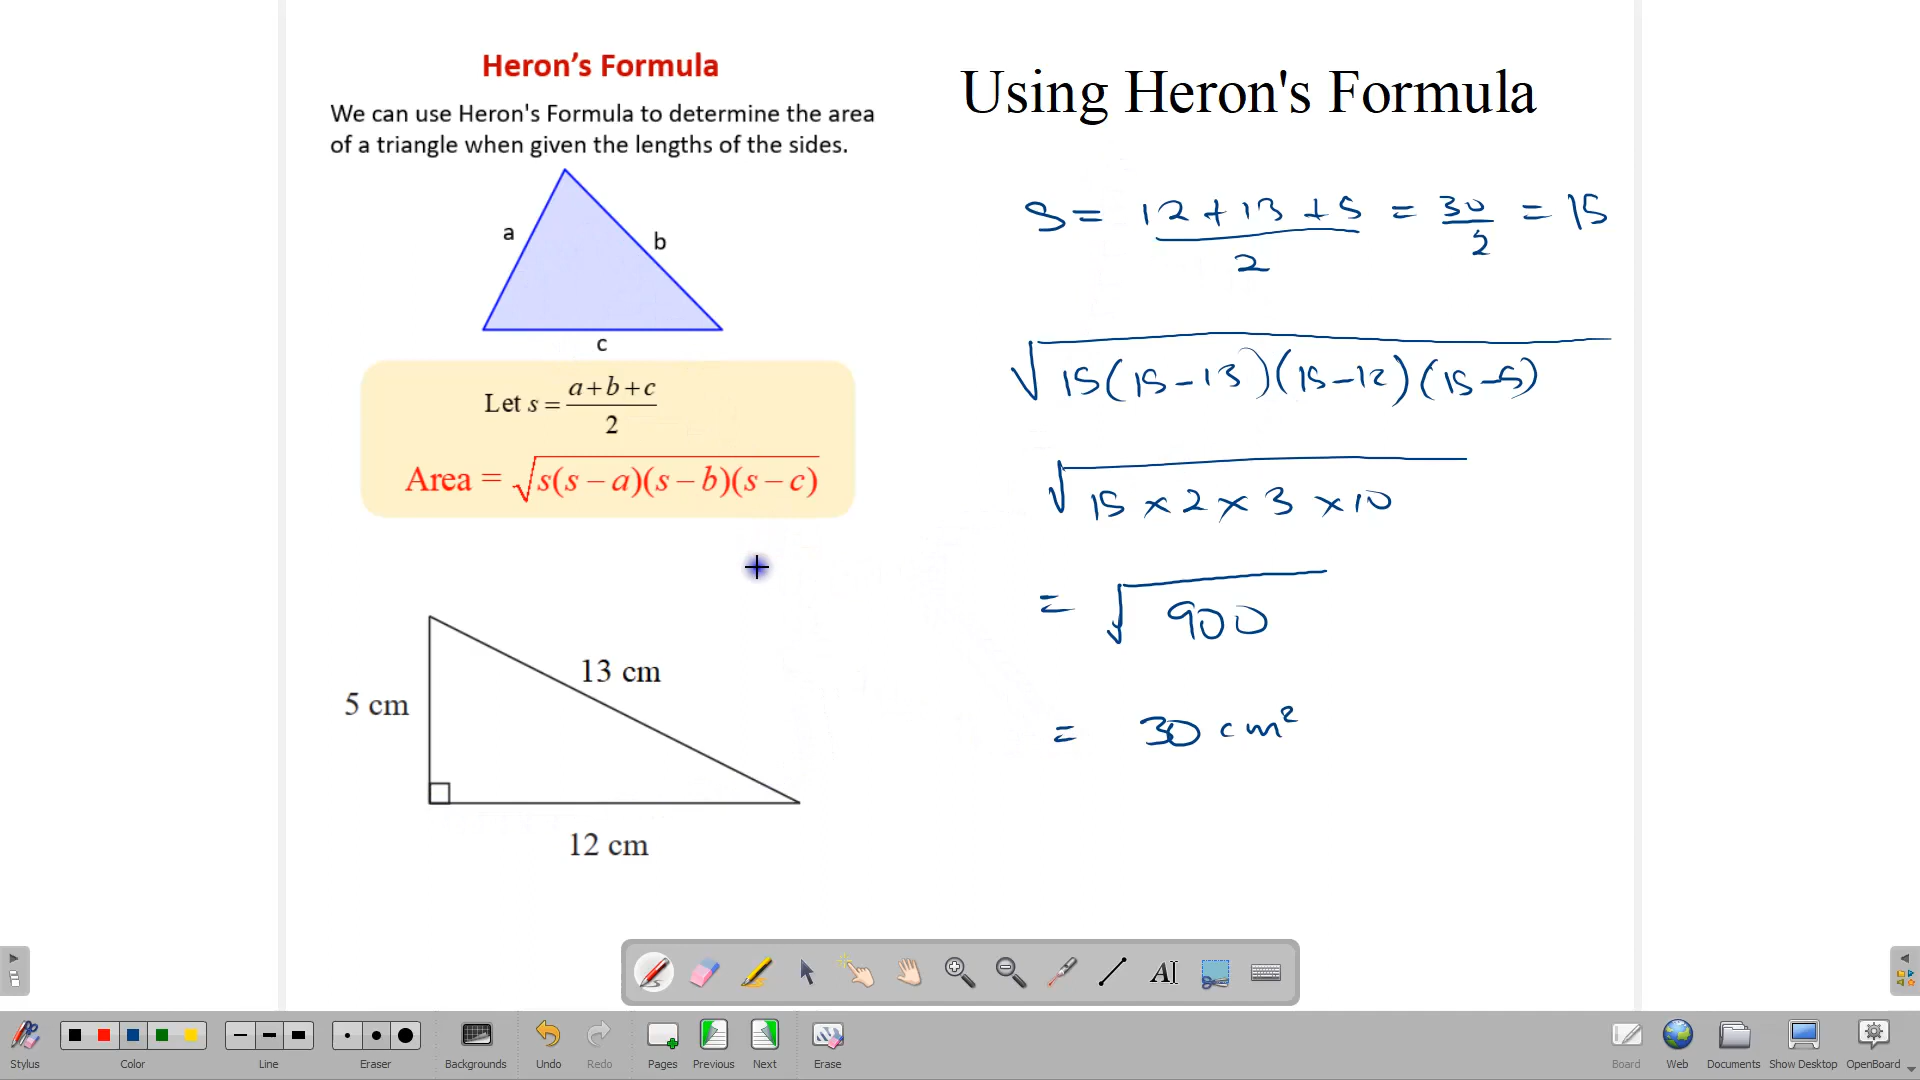 Heron's Formula
We can use Heron's Formula to determine the area
of a triangle when given the lengths of the sides.
a
b
c
Let s = (a+b+c)/2
Area = √(s(s−a)(s−b)(s−c))
5 cm
13 cm
12 cm
Using Heron's Formula
S = (12+13+5)/2 = 30/2 = 15
√(15(15-13)(15-12)(15-5))
√(15 × 2 × 3 × 10)
= √900
= 30 cm²
AI
Stylus
Color
Line
Eraser
Backgrounds
Undo
Redo
Pages
Previous
Next
Erase
Board
Web
Documents
Show Desktop
OpenBoard